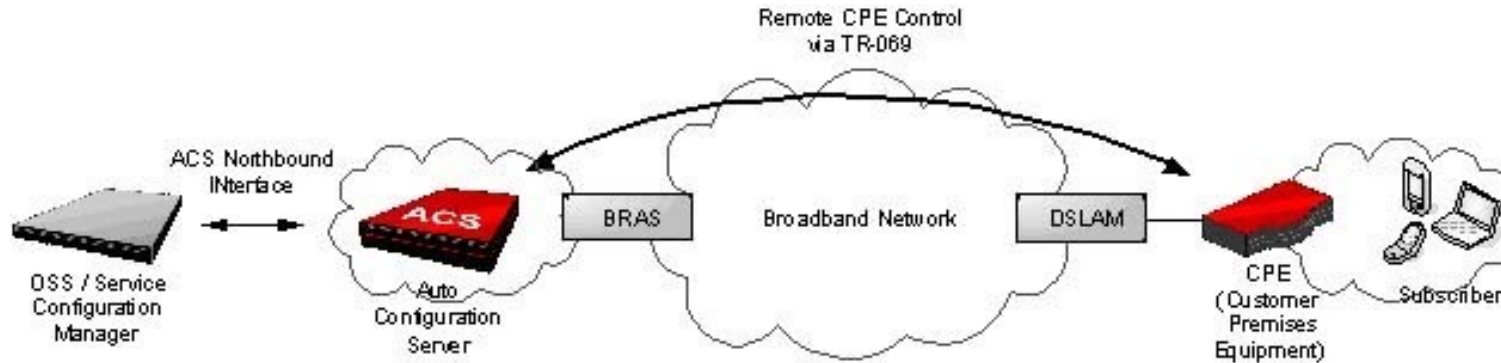 Remote CPE Control
via TR-069
ACS Northbound
INterface
ACS
BRAS
Broadband Network
DSLAM
OSS / Service
Configuration
Manager
Auto
Configuration
Server
CPE
(Customer
Premises
Equipment)
Subscriber